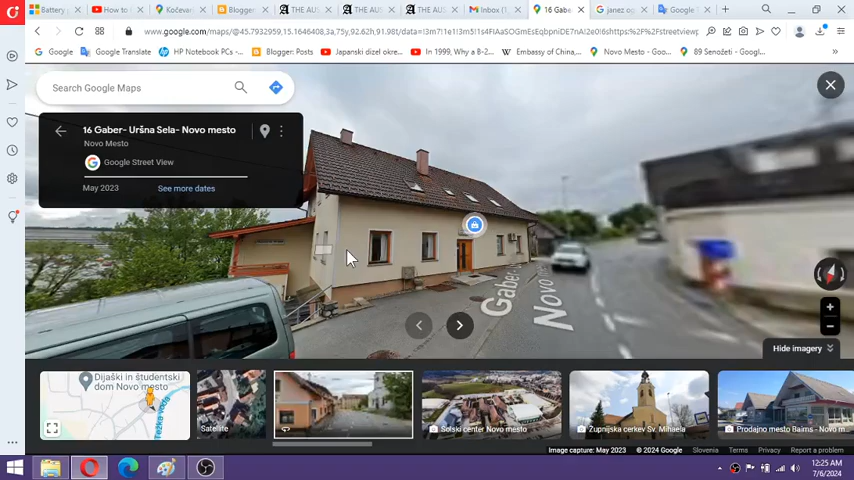 Battery
How to
Kočeva
Blogger
THE AUS
THE AUS
THE AUS
Inbox (1
16 Gabe
janez og
Google T
www.google.com/maps/@45.7932959,15.1646408,3a,75y,92.62h,91.98t/data=!3m7!1e1!3m5!1s4FIAaSOGmEsEqbpniDE7nA!2e0!6shttps:%2F%2Fstreetviewp
Google
Google Translate
HP Notebook PC's
Blogger: Posts
Japanski dizel okre...
In 1999, Why a B-2...
Embassy of China,...
Novo Mesto - Goo...
89 Senožeti - Googl...
Search Google Maps
16 Gaber- Uršna Sela- Novo mesto
Novo Mesto
Google Street View
May 2023
See more dates
Gaber-
Novo
Hide imagery
Dijaški in študentski
dom Novo mesto
Težka voda
Satellite
Šolski center Novo mesto
Župnijska cerkev Sv. Mihaela
Prodajno mesto Bairns - Novo m
Image capture: May 2023
© 2024 Google
Slovenia
Terms
Privacy
Report a problem
12:25 AM
7/6/2024